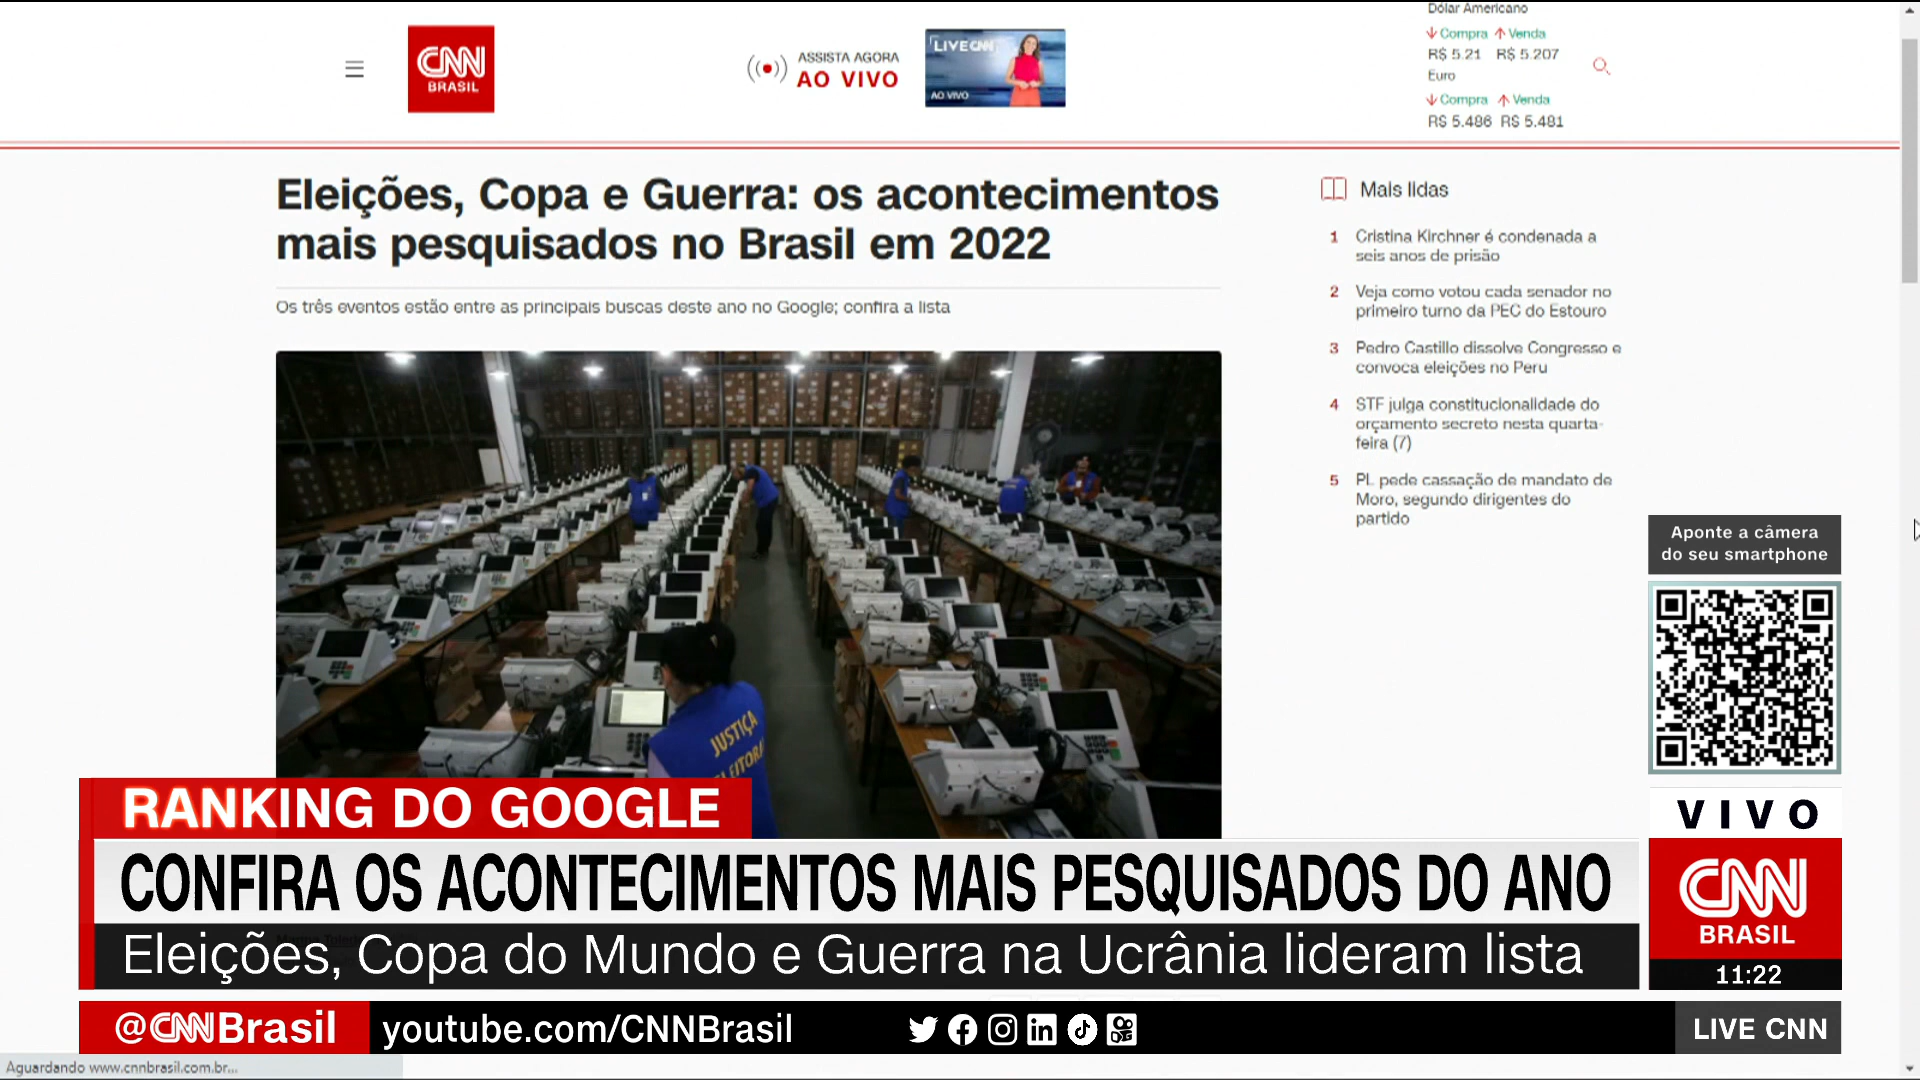 CNN
BRASIL
ASSISTA AGORA
AO VIVO
LIVE CNN
AO VIVO
Dólar Americano
Compra Venda
R$ 5.21 R$ 5.207
Euro
Compra Venda
R$ 5.486 R$ 5.481
Eleições, Copa e Guerra: os acontecimentos
mais pesquisados no Brasil em 2022
Os três eventos estão entre as principais buscas deste ano no Google; confira a lista
Mais lidas
1 Cristina Kirchner é condenada a
seis anos de prisão
2 Veja como votou cada senador no
primeiro turno da PEC do Estouro
3 Pedro Castillo dissolve Congresso e
convoca eleições no Peru
4 STF julga constitucionalidade do
orçamento secreto nesta quarta-
feira (7)
5 PL pede cassação de mandato de
Moro, segundo dirigentes do
partido
Aponte a câmera
do seu smartphone
JUSTIÇA
RANKING DO GOOGLE
CONFIRA OS ACONTECIMENTOS MAIS PESQUISADOS DO ANO
Eleições, Copa do Mundo e Guerra na Ucrânia lideram lista
VIVO
CNN
BRASIL
11:22
@CNNBrasil
youtube.com/CNNBrasil
LIVE CNN
Aguardando www.cnnbrasil.com.br...